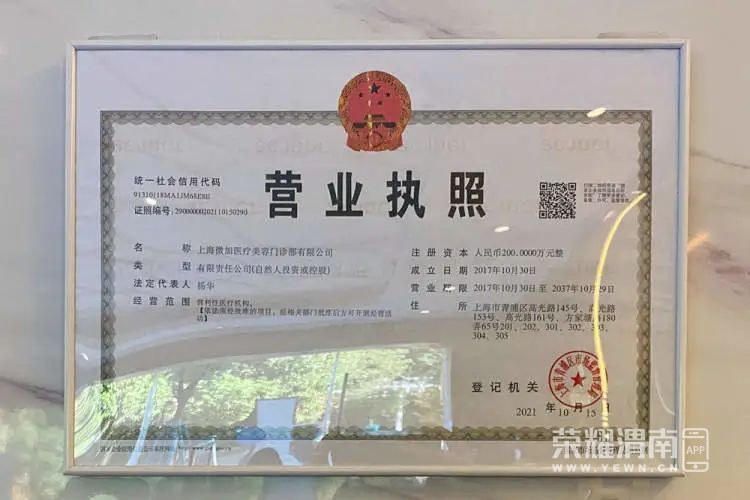 统一社会信用代码
证照编号:29000000202110150290
营业执照
名 称 上海微加医疗美容门诊部有限公司
类 型 有限责任公司(自然人投资或控股)
法定代表人 杨华
经营范围 营利性医疗机构。
【依法须经批准的项目，经相关部门批准后方可开展经营活
动】
注册资本 人民币200.0000万元整
成立日期 2017年10月30日
营业期限 2017年10月30日 至 2037年10月29日
住 所 上海市青浦区高光路145号、高光路
153号、高光路161号、方家塘路180
弄65号201、202、301、302、303、
304、305
登记机关
2021 年 10 月 15 日
荣耀渭南 APP
WWW.YEWN.CN